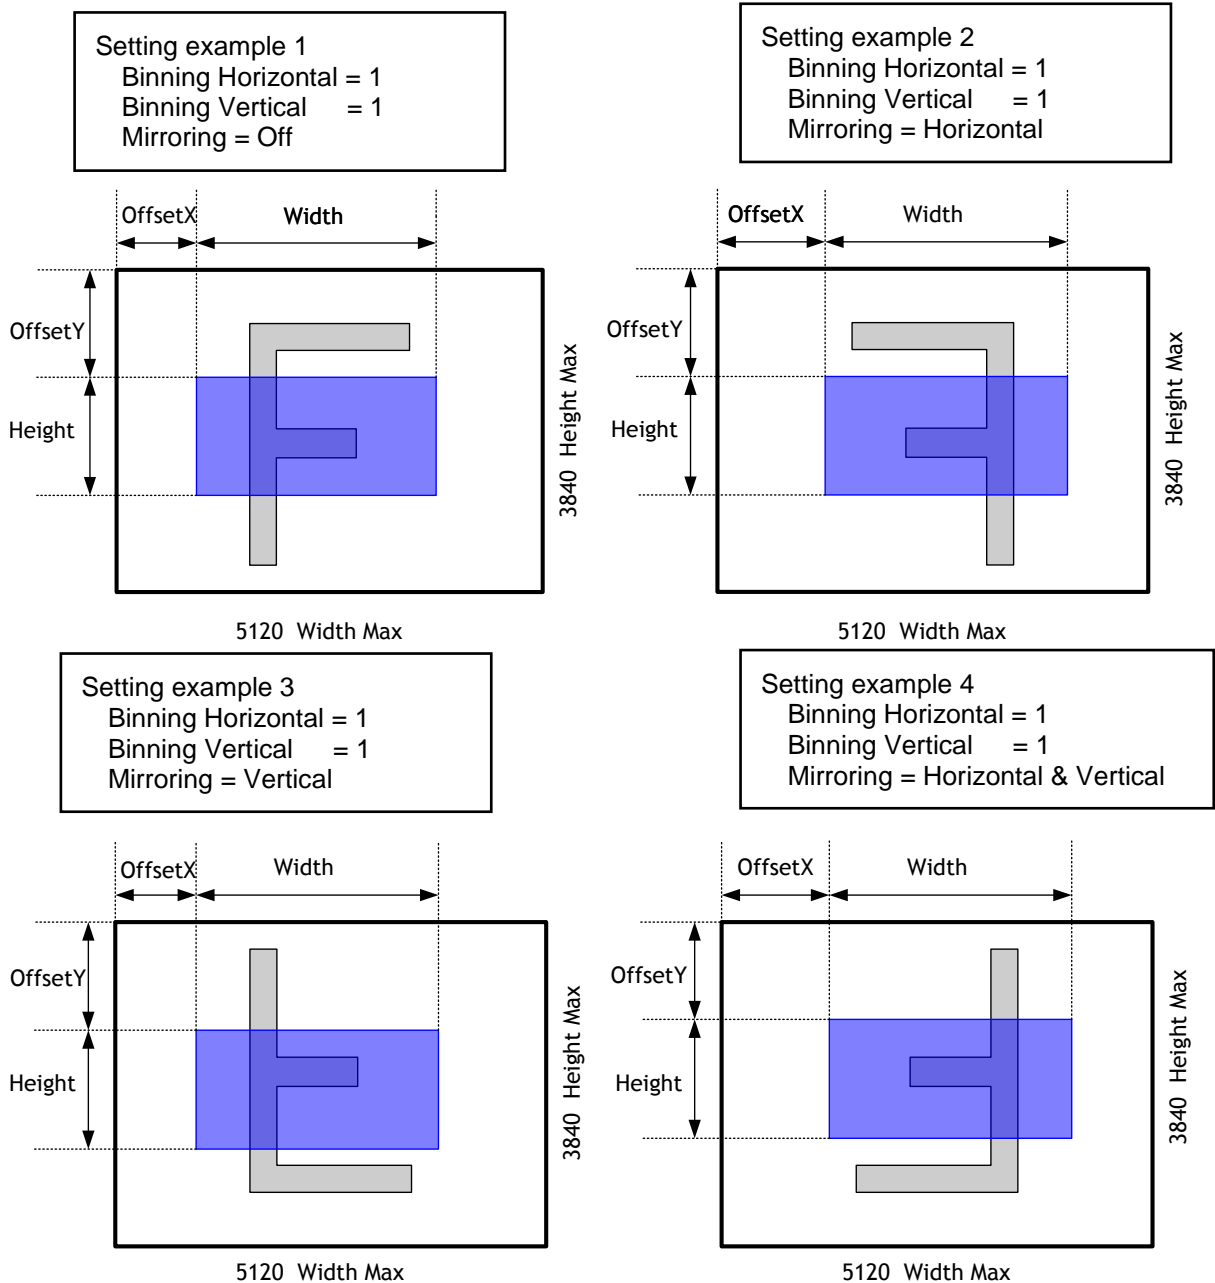 Setting example 1
Binning Horizontal = 1
Binning Vertical = 1
Mirroring = Off
Setting example 2
Binning Horizontal = 1
Binning Vertical = 1
Mirroring = Horizontal
OffsetX
Width
OffsetY
Height
3840 Height Max
5120 Width Max
OffsetX
Width
OffsetY
Height
3840 Height Max
5120 Width Max
Setting example 3
Binning Horizontal = 1
Binning Vertical = 1
Mirroring = Vertical
Setting example 4
Binning Horizontal = 1
Binning Vertical = 1
Mirroring = Horizontal & Vertical
OffsetX
Width
OffsetY
Height
3840 Height Max
5120 Width Max
OffsetX
Width
OffsetY
Height
3840 Height Max
5120 Width Max